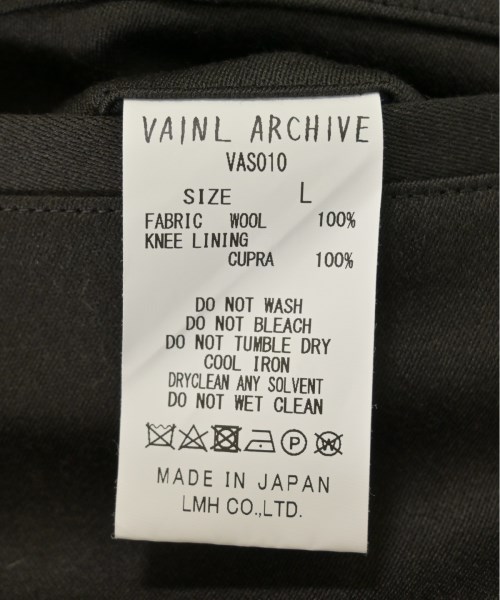 VAINL ARCHIVE
VAS010
SIZE L
FABRIC WOOL 100%
KNEE LINING
CUPRA 100%
DO NOT WASH
DO NOT BLEACH
DO NOT TUMBLE DRY
COOL IRON
DRYCLEAN ANY SOLVENT
DO NOT WET CLEAN
P W
MADE IN JAPAN
LMH CO.,LTD.